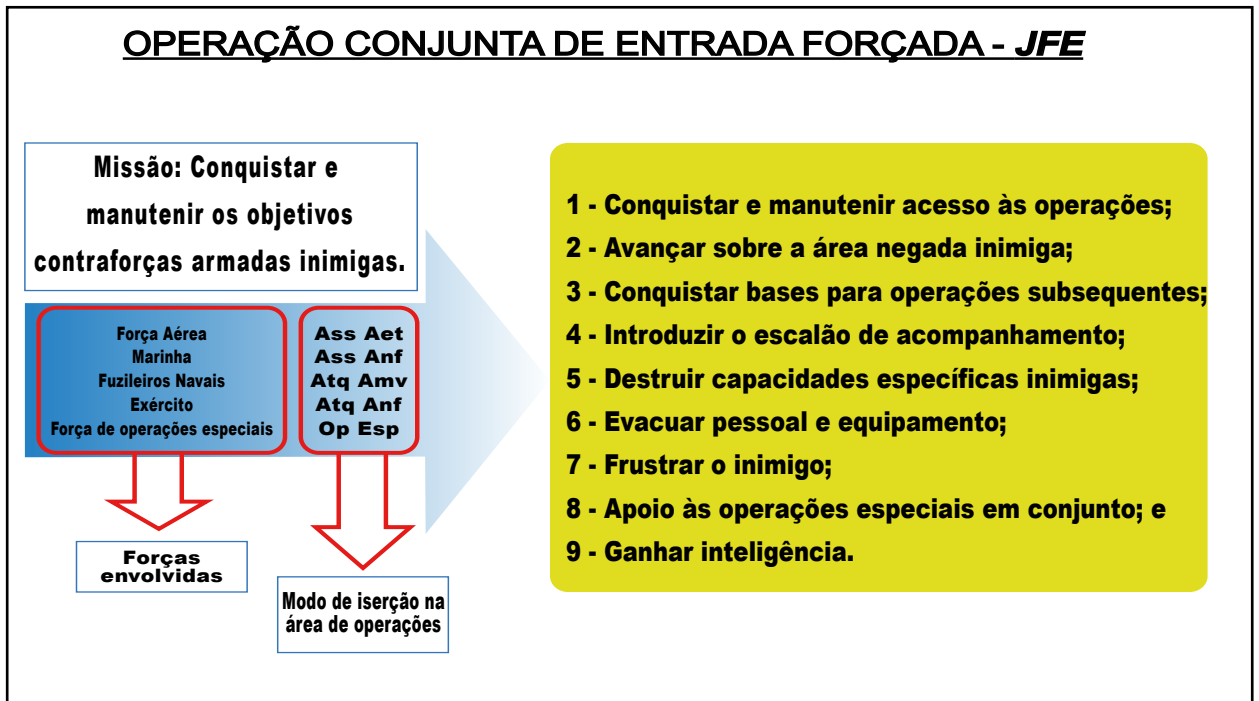 OPERAÇÃO CONJUNTA DE ENTRADA FORÇADA - JFE
Missão: Conquistar e
manutenir os objetivos
contraforças armadas inimigas.
Força Aérea
Marinha
Fuzileiros Navais
Exército
Força de operações especiais
Ass Aet
Ass Anf
Atq Amv
Atq Anf
Op Esp
Forças
envolvidas
Modo de iserção na
área de operações
1 - Conquistar e manutenir acesso às operações;
2 - Avançar sobre a área negada inimiga;
3 - Conquistar bases para operações subsequentes;
4 - Introduzir o escalão de acompanhamento;
5 - Destruir capacidades específicas inimigas;
6 - Evacuar pessoal e equipamento;
7 - Frustrar o inimigo;
8 - Apoio às operações especiais em conjunto; e
9 - Ganhar inteligência.